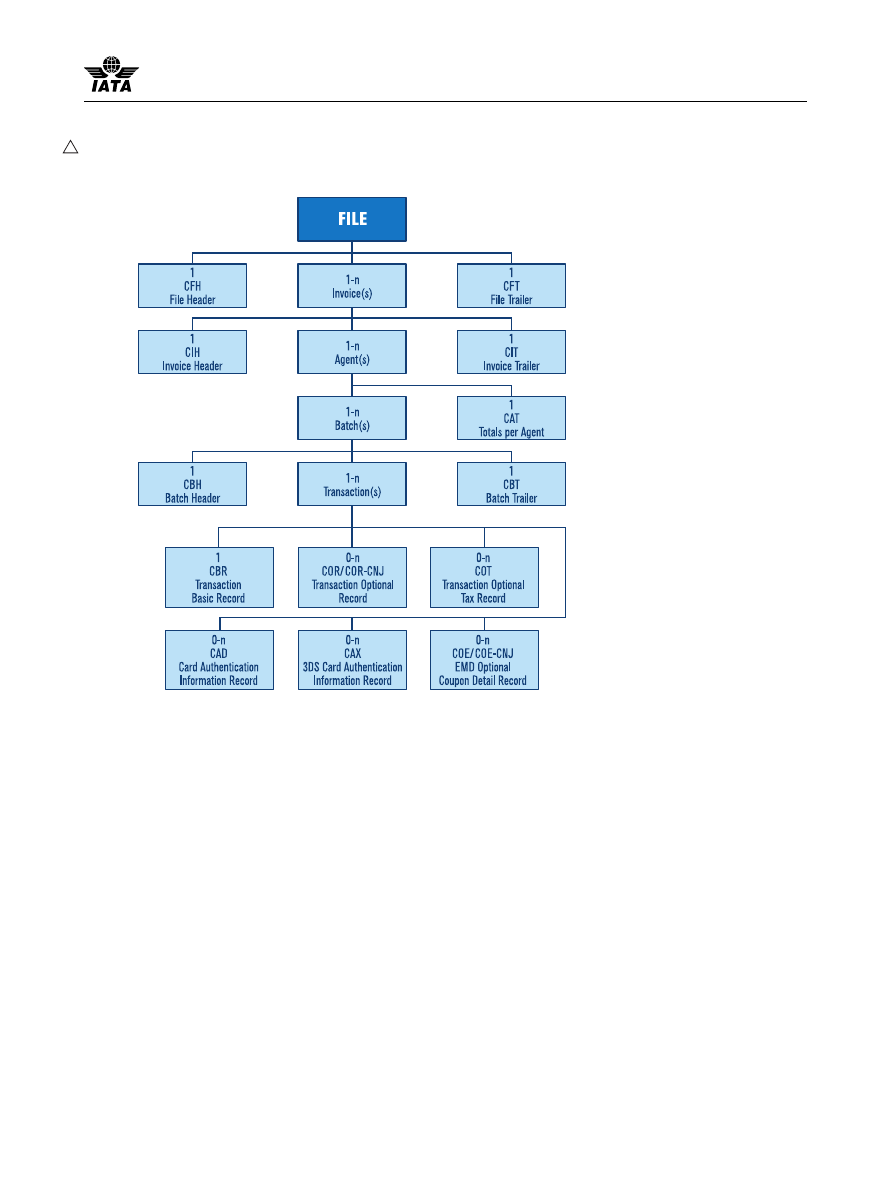 IATA
FILE
1
CFH
File Header
1-n
Invoice(s)
1
CFT
File Trailer
1
CIH
Invoice Header
1-n
Agent(s)
1
CIT
Invoice Trailer
1-n
Batch(s)
1
CAT
Totals per Agent
1
CBH
Batch Header
1-n
Transaction(s)
1
CBT
Batch Trailer
1
CBR
Transaction
Basic Record
0-n
COR/COR-CNJ
Transaction Optional
Record
0-n
COT
Transaction Optional
Tax Record
0-n
CAD
Card Authentication
Information Record
0-n
CAX
3DS Card Authentication
Information Record
0-n
COE/COE-CNJ
EMD Optional
Coupon Detail Record